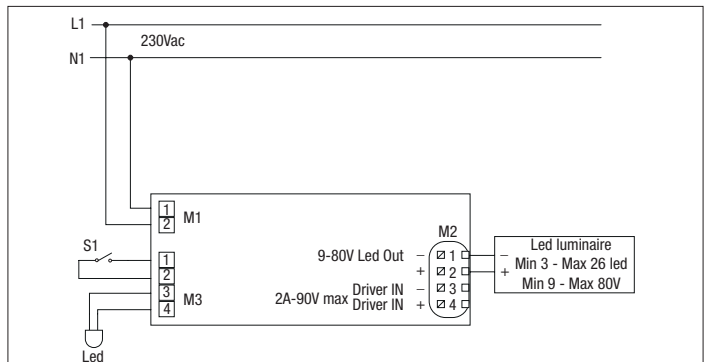 L1
230Vac
N1
1
2
M1
M2
S1
1
2
3
4
M3
9-80V Led Out
2A-90V max
Driver IN
Driver IN
−
+
−
+
1
2
3
4
−
+
Led luminaire
Min 3 - Max 26 led
Min 9 - Max 80V
Led